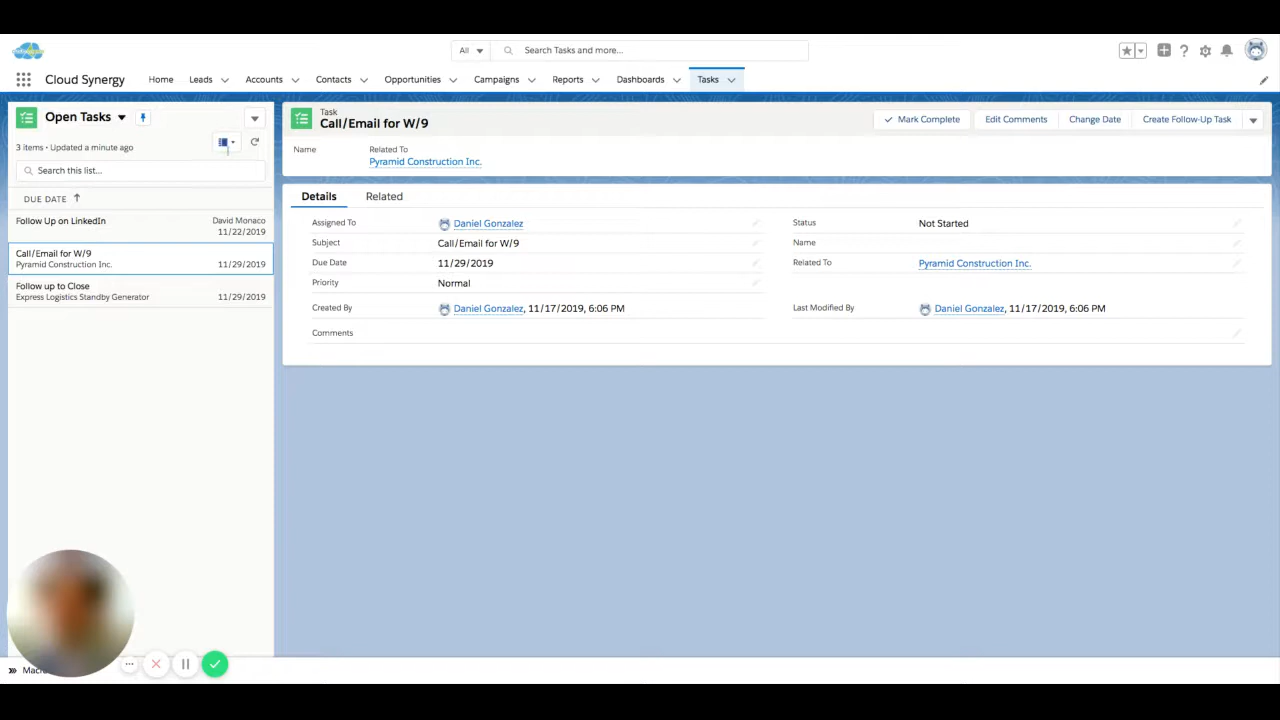 All
Search Tasks and more...
Cloud Synergy
Home
Leads
Accounts
Contacts
Opportunities
Campaigns
Reports
Dashboards
Tasks
Open Tasks
3 items • Updated a minute ago
Search this list...
DUE DATE
Follow Up on LinkedIn
David Monaco
11/22/2019
Call/Email for W/9
Pyramid Construction Inc.
11/29/2019
Follow up to Close
Express Logistics Standby Generator
11/29/2019
Task
Call/Email for W/9
Mark Complete
Edit Comments
Change Date
Create Follow-Up Task
Name
Related To
Pyramid Construction Inc.
Details
Related
Assigned To
Daniel Gonzalez
Status
Not Started
Subject
Call/Email for W/9
Name
Due Date
11/29/2019
Related To
Pyramid Construction Inc.
Priority
Normal
Created By
Daniel Gonzalez, 11/17/2019, 6:06 PM
Last Modified By
Daniel Gonzalez, 11/17/2019, 6:06 PM
Comments